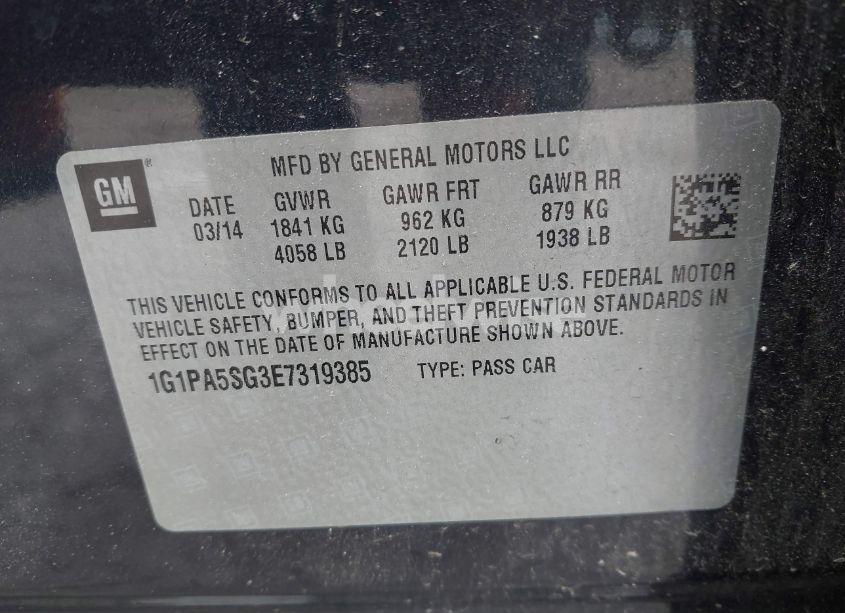 MFD BY GENERAL MOTORS LLC
GM ®
DATE GVWR GAWR FRT GAWR RR
03/14 1841 KG 962 KG 879 KG
4058 LB 2120 LB 1938 LB
THIS VEHICLE CONFORMS TO ALL APPLICABLE U.S. FEDERAL MOTOR
VEHICLE SAFETY, BUMPER, AND THEFT PREVENTION STANDARDS IN
EFFECT ON THE DATE OF MANUFACTURE SHOWN ABOVE.
1G1PA5SG3E7319385 TYPE: PASS CAR